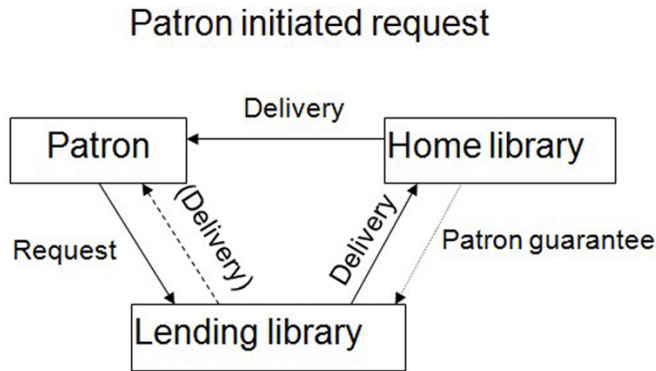 Patron initiated request
Delivery
Patron
Home library
(Delivery)
Delivery
Request
Patron guarantee
Lending library